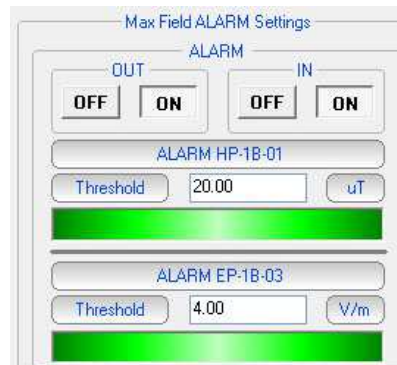 Max Field ALARM Settings
ALARM
OUT IN
OFF ON OFF ON
ALARM HP-1B-01
Threshold 20.00 uT
ALARM EP-1B-03
Threshold 4.00 V/m